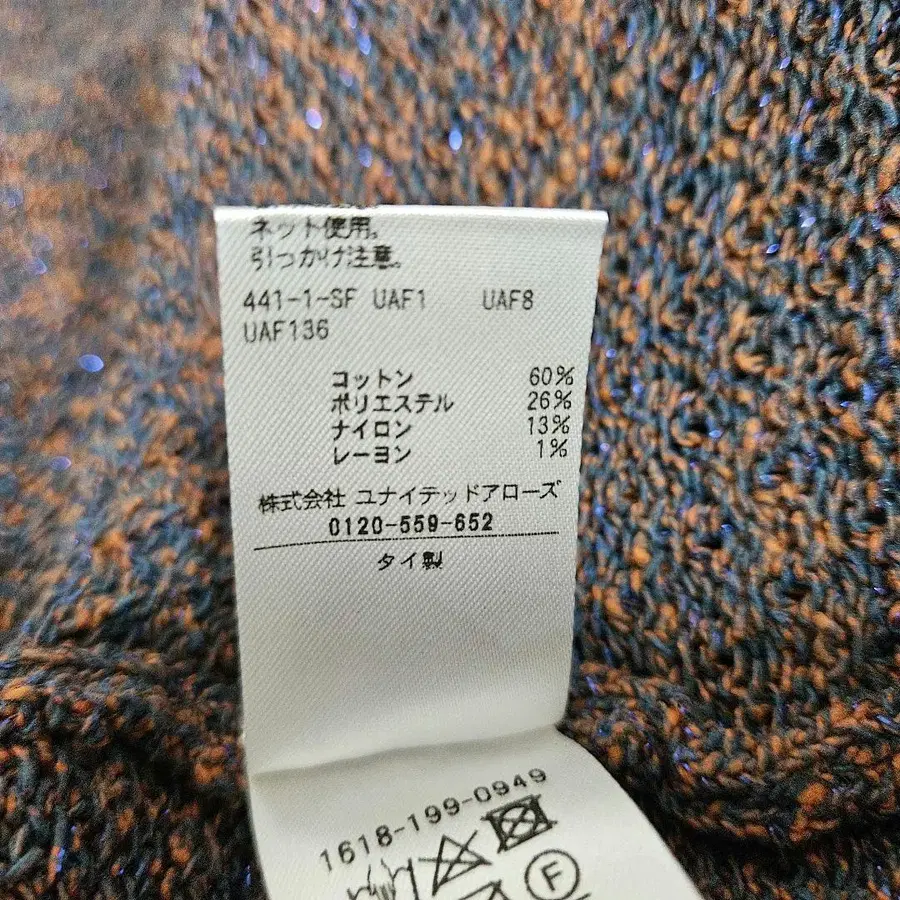 ネット使用。
引っかけ注意。
441-1-SF UAF1 UAF8
UAF136
コットン 60%
ポリエステル 26%
ナイロン 13%
レーヨン 1%
株式会社 ユナイテッドアローズ
0120-559-652
タイ製
1618-199-0949
F